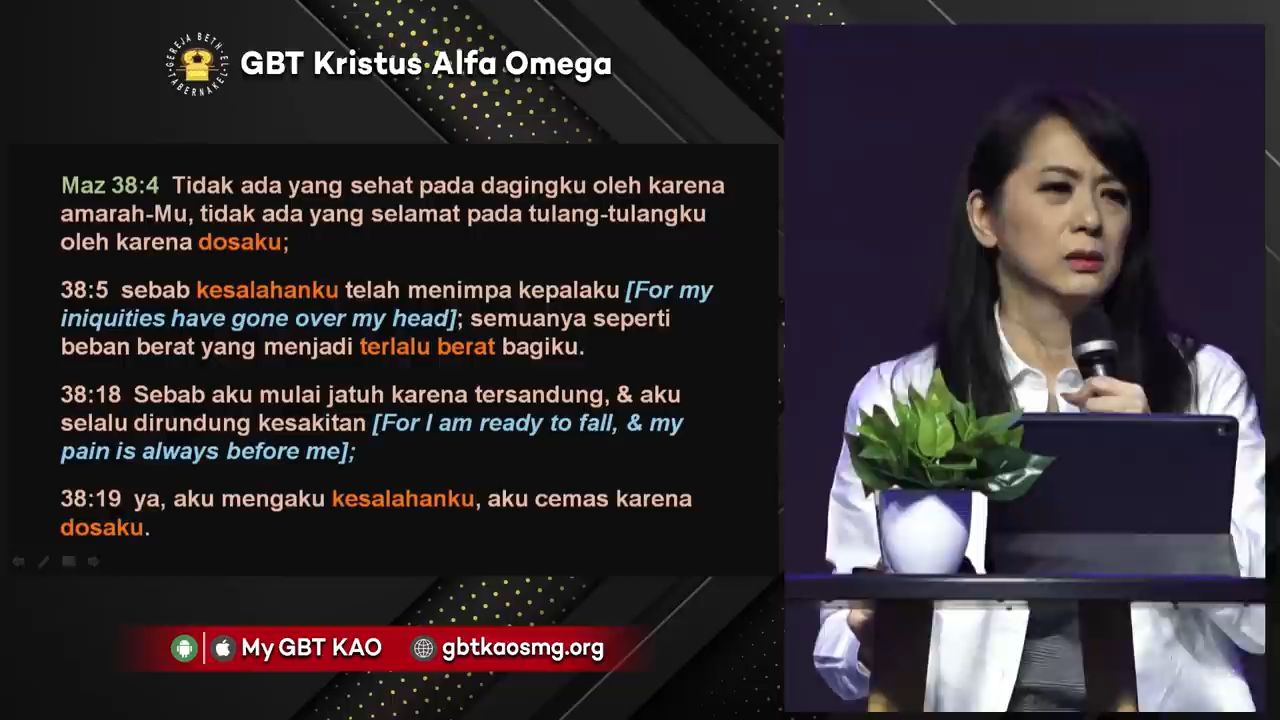 GEREJA BETH-EL TABERNAKEL
GBT Kristus Alfa Omega
Maz 38:4 Tidak ada yang sehat pada dagingku oleh karena
amarah-Mu, tidak ada yang selamat pada tulang-tulangku
oleh karena dosaku;
38:5 sebab kesalahanku telah menimpa kepalaku [For my
iniquities have gone over my head]; semuanya seperti
beban berat yang menjadi terlalu berat bagiku.
38:18 Sebab aku mulai jatuh karena tersandung, & aku
selalu dirundung kesakitan [For I am ready to fall, & my
pain is always before me];
38:19 ya, aku mengaku kesalahanku, aku cemas karena
dosaku.
My GBT KAO
gbtkaosmg.org